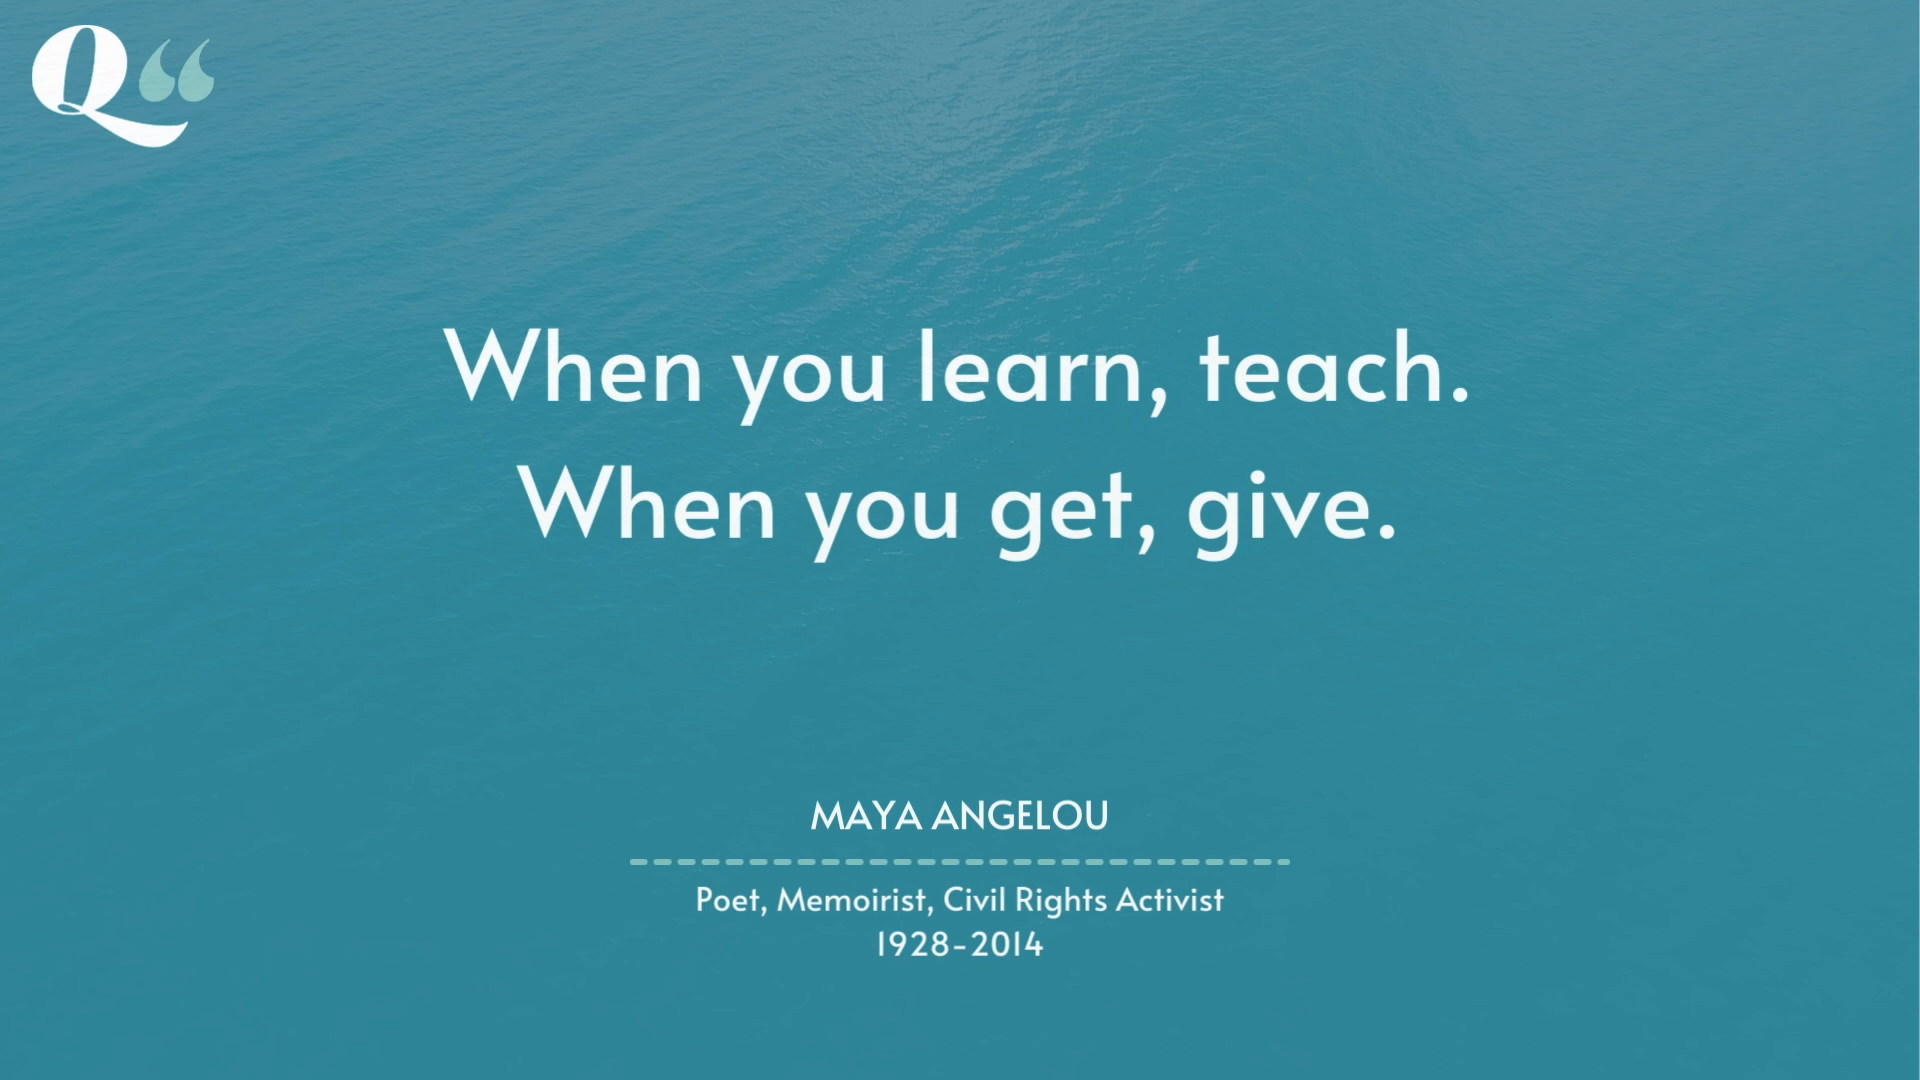 Q“
When you learn, teach.
When you get, give.
MAYA ANGELOU
Poet, Memoirist, Civil Rights Activist
1928-2014